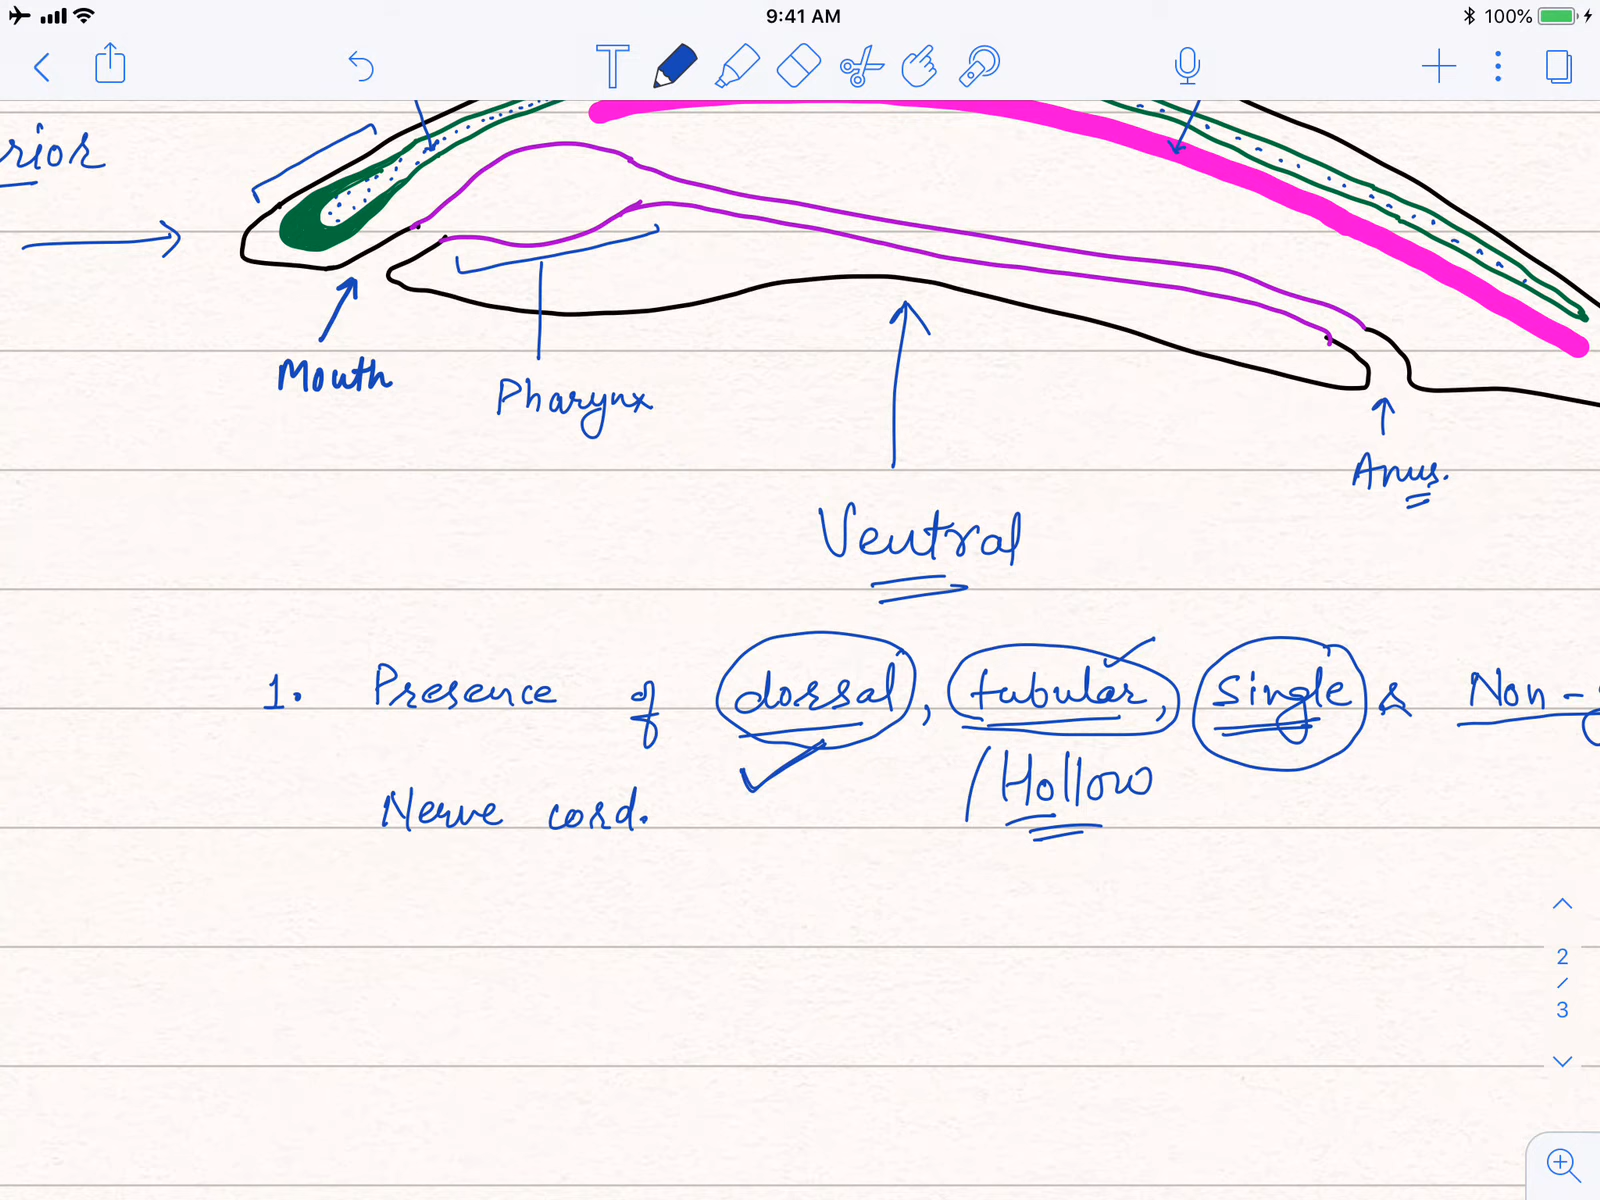 9:41 AM
100%
T
rior
Mouth
Pharynx
Anus.
Ventral
1. Presence of dorsal, tubular, single & Non-
/Hollow
Nerve cord.
2
/
3